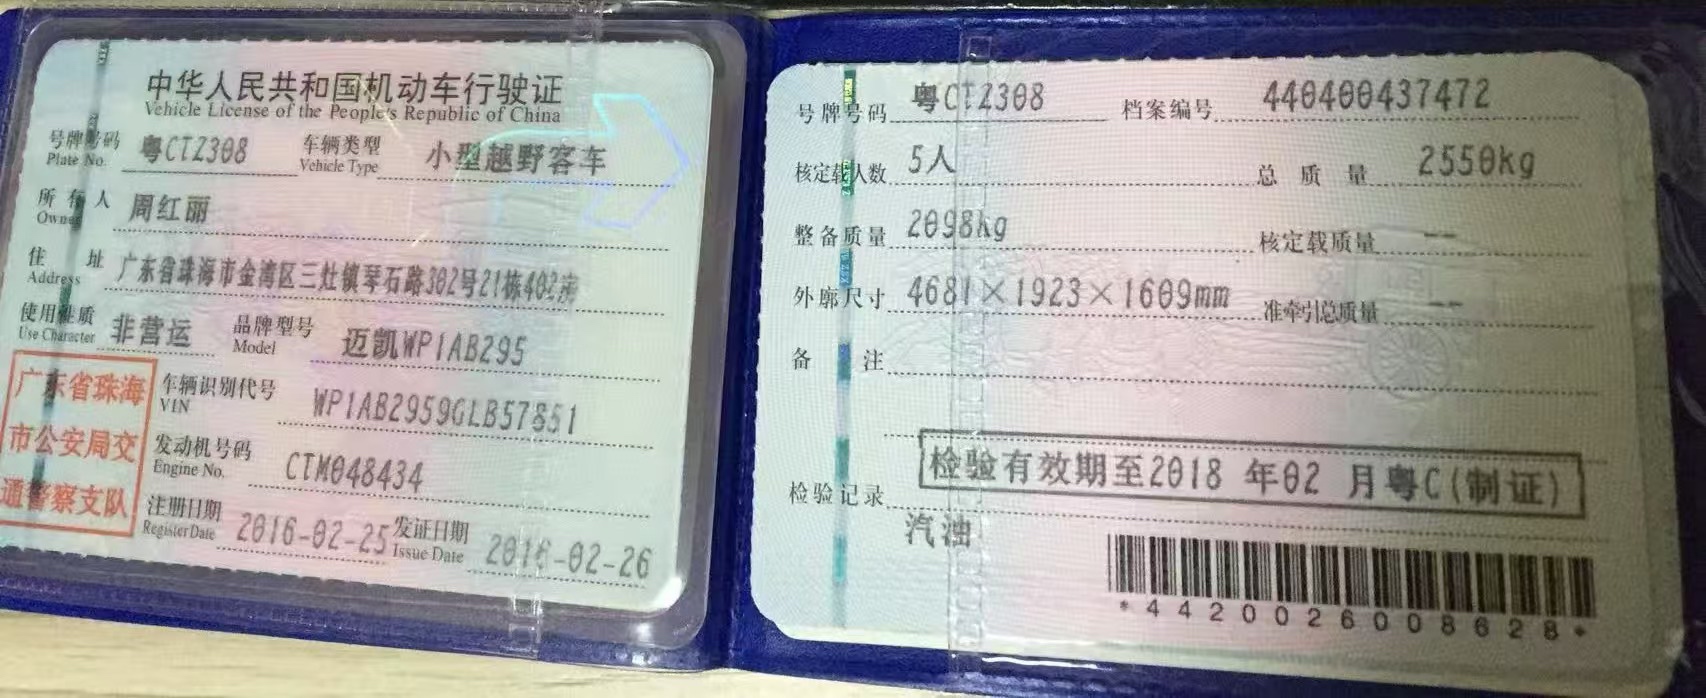 中华人民共和国机动车行驶证
Vehicle License of the People's Republic of China
号牌号码 粤CTZ308 车辆类型 小型越野客车
Plate No. Vehicle Type
所有人 周红丽
Owner
住址 广东省珠海市金湾区三灶镇琴石路302号21栋402房
Address
使用性质 非营运 品牌型号 迈凯WP1AB295
Use Character Model
车辆识别代号 WP1AB2959GLB57851
VIN
发动机号码 CTM048434
Engine No.
注册日期 2016-02-25 发证日期 2016-02-26
Register Date Issue Date
广东省珠海
市公安局交
通警察支队
号牌号码 粤CTZ308 档案编号 440400437472
核定载人数 5人 总质量 2550kg
整备质量 2098kg 核定载质量 --
外廓尺寸 4681×1923×1609mm 准牵引总质量 --
备注
检验记录 检验有效期至2018年02月粤C(制证)
汽油
*4420026008628*